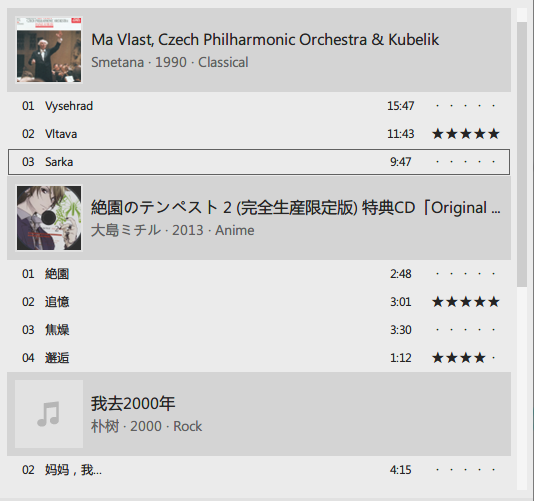 Ma Vlast, Czech Philharmonic Orchestra & Kubelik
Smetana · 1990 · Classical
01 Vysehrad 15:47 · · · · ·
02 Vltava 11:43 ★★★★★
03 Sarka 9:47 · · · · ·
絶園のテンペスト 2 (完全生産限定版) 特典CD「Original ...
大島ミチル · 2013 · Anime
01 絶園 2:48 · · · · ·
02 追憶 3:01 ★★★★★
03 焦燥 3:30 · · · · ·
04 邂逅 1:12 ★★★★ ·
我去2000年
朴树 · 2000 · Rock
02 妈妈，我... 4:15 · · · · ·